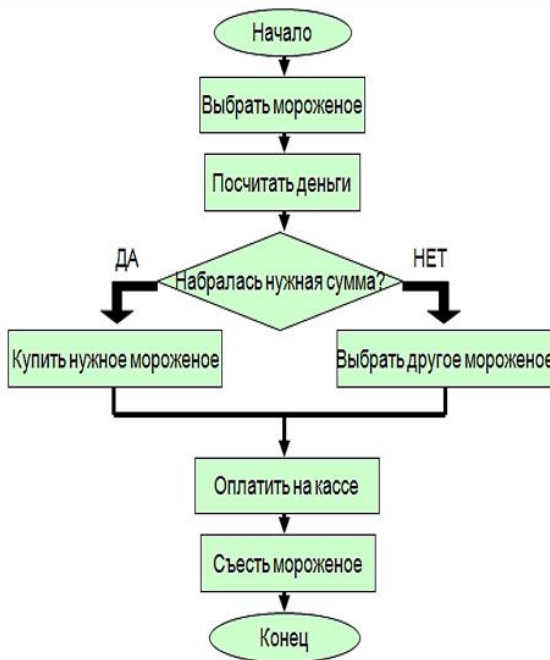 Начало
Выбрать мороженое
Посчитать деньги
ДА
НЕТ
Набралась нужная сумма?
Купить нужное мороженое
Выбрать другое мороженое
Оплатить на кассе
Съесть мороженое
Конец